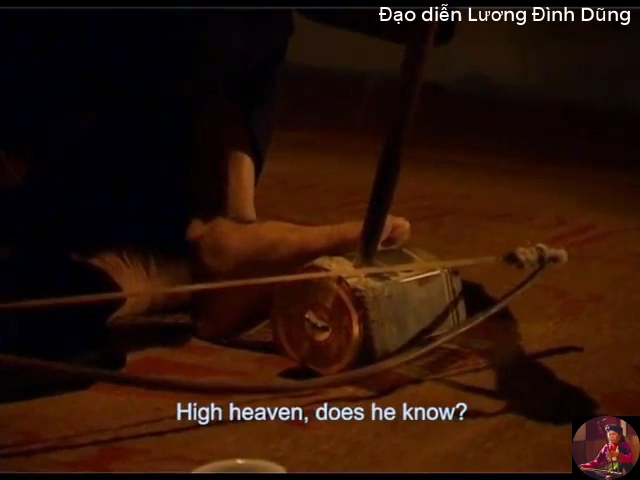 Đạo diễn Lương Đình Dũng
High heaven, does he know?